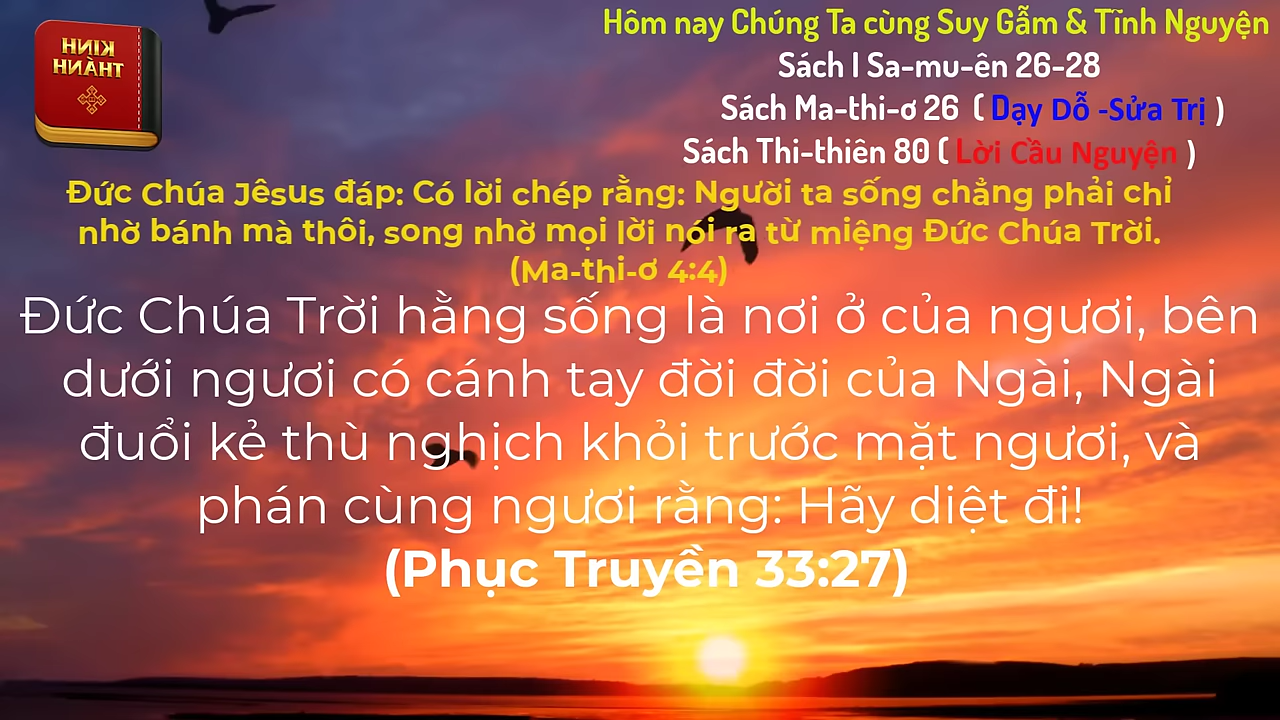 KINH
THÀNH
Hôm nay Chúng Ta cùng Suy Gẫm & Tĩnh Nguyện
Sách I Sa-mu-ên 26-28
Sách Ma-thi-ơ 26 ( Dạy Dỗ -Sửa Trị )
Sách Thi-thiên 80 ( Lời Cầu Nguyện )
Đức Chúa Jêsus đáp: Có lời chép rằng: Người ta sống chẳng phải chỉ
nhờ bánh mà thôi, song nhờ mọi lời nói ra từ miệng Đức Chúa Trời.
(Ma-thi-ơ 4:4)
Đức Chúa Trời hằng sống là nơi ở của ngươi, bên
dưới ngươi có cánh tay đời đời của Ngài, Ngài
đuổi kẻ thù nghịch khỏi trước mặt ngươi, và
phán cùng ngươi rằng: Hãy diệt đi!
(Phục Truyền 33:27)